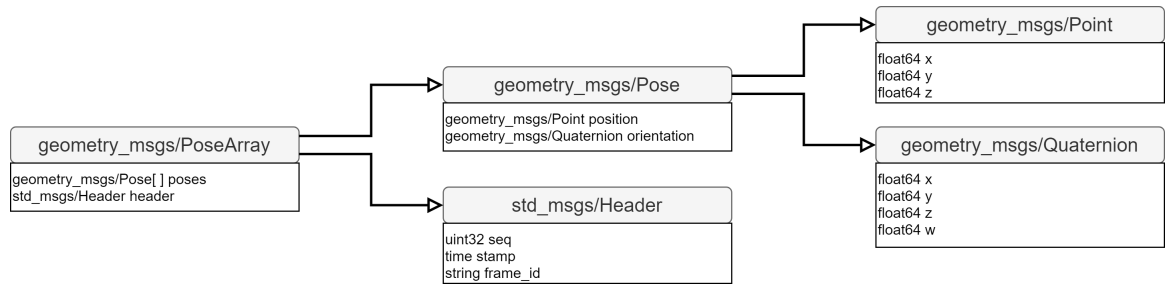 geometry_msgs/PoseArray
geometry_msgs/Pose[ ] poses
std_msgs/Header header
geometry_msgs/Pose
geometry_msgs/Point position
geometry_msgs/Quaternion orientation
std_msgs/Header
uint32 seq
time stamp
string frame_id
geometry_msgs/Point
float64 x
float64 y
float64 z
geometry_msgs/Quaternion
float64 x
float64 y
float64 z
float64 w